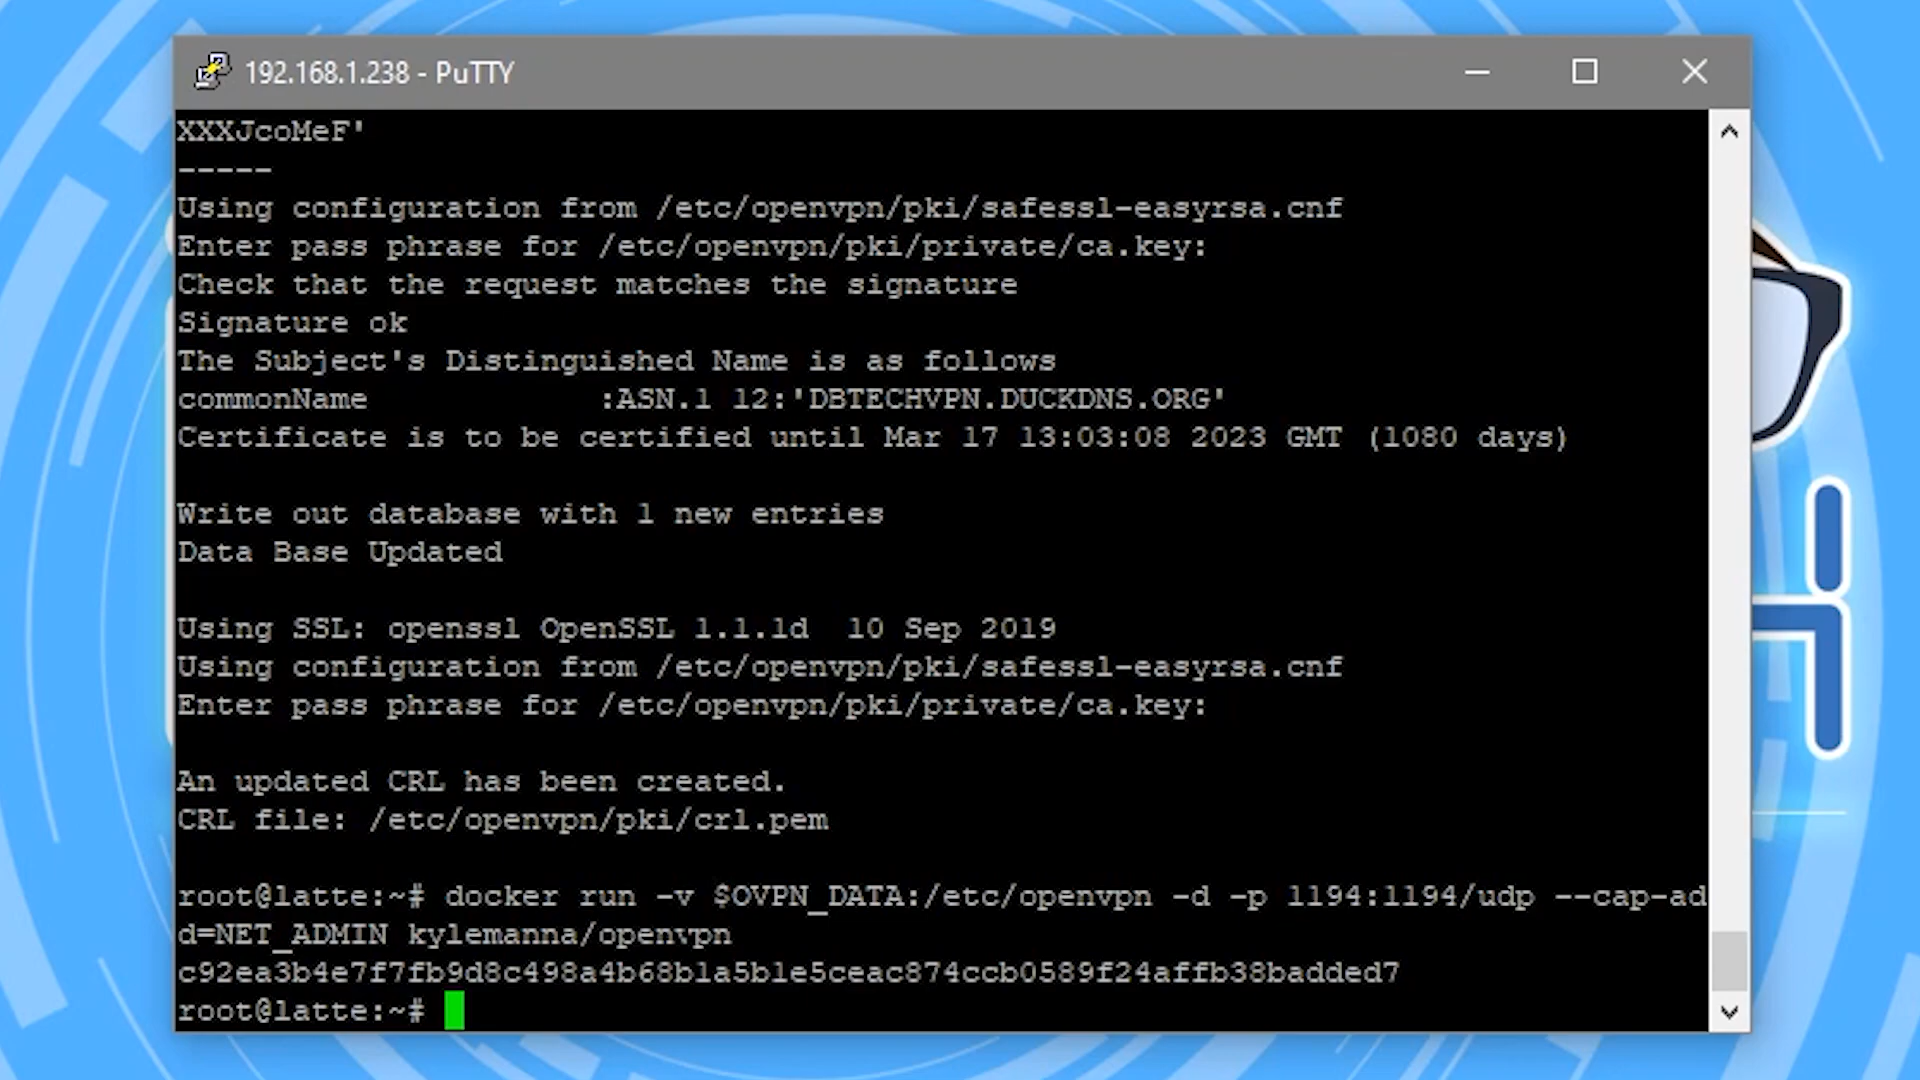 192.168.1.238 - PuTTY
XXXJcoMeF'
-----
Using configuration from /etc/openvpn/pki/safessl-easyrsa.cnf
Enter pass phrase for /etc/openvpn/pki/private/ca.key:
Check that the request matches the signature
Signature ok
The Subject's Distinguished Name is as follows
commonName            :ASN.1 12:'DBTECHVPN.DUCKDNS.ORG'
Certificate is to be certified until Mar 17 13:03:08 2023 GMT (1080 days)
Write out database with 1 new entries
Data Base Updated
Using SSL: openssl OpenSSL 1.1.1d  10 Sep 2019
Using configuration from /etc/openvpn/pki/safessl-easyrsa.cnf
Enter pass phrase for /etc/openvpn/pki/private/ca.key:
An updated CRL has been created.
CRL file: /etc/openvpn/pki/crl.pem
root@latte:~# docker run -v $OVPN_DATA:/etc/openvpn -d -p 1194:1194/udp --cap-ad
d=NET_ADMIN kylemanna/openvpn
c92ea3b4e7f7fb9d8c498a4b68b1a5b1e5ceac874ccb0589f24affb38badded7
root@latte:~#